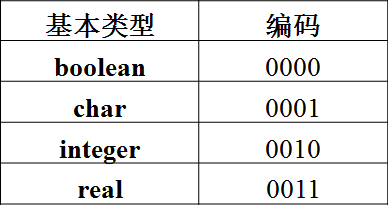 基本类型 编码
boolean 0000
char 0001
integer 0010
real 0011